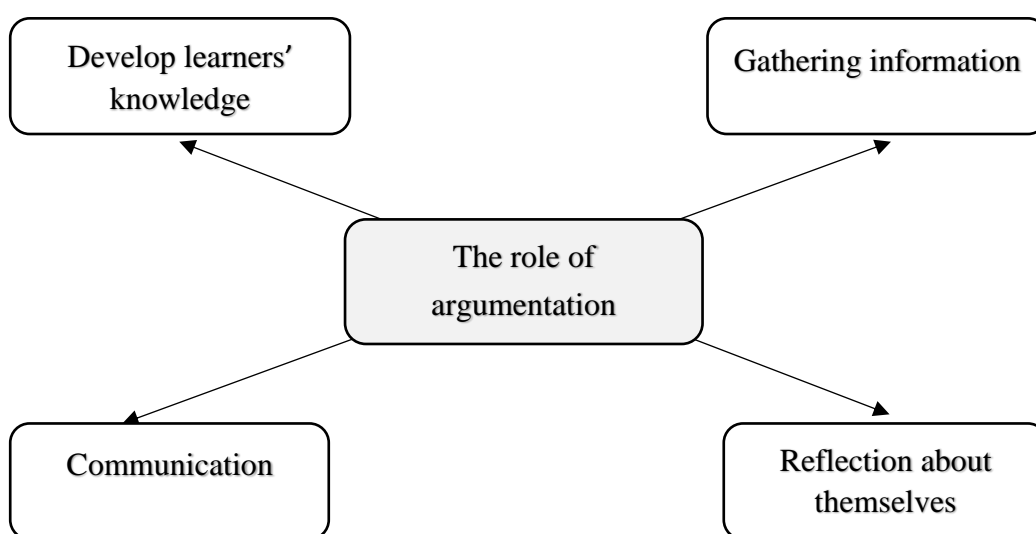 Develop learners’
knowledge
Gathering information
The role of
argumentation
Communication
Reflection about
themselves